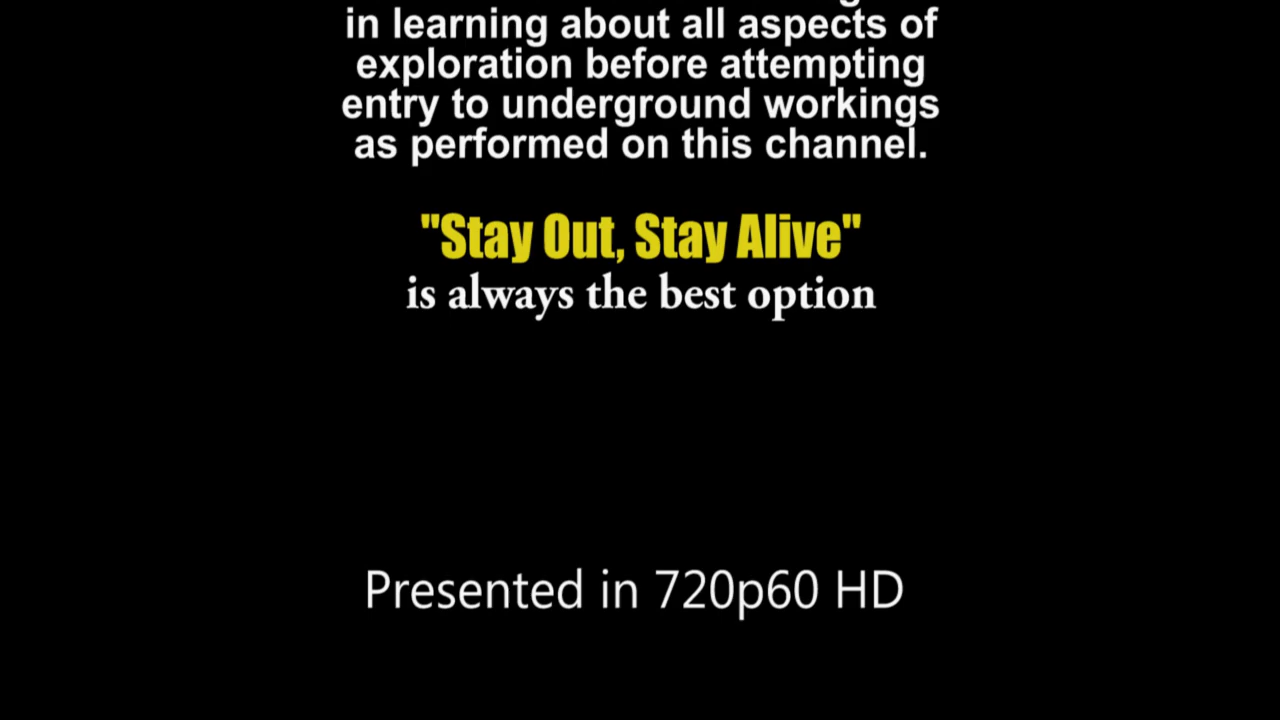 in learning about all aspects of
exploration before attempting
entry to underground workings
as performed on this channel.
"Stay Out, Stay Alive"
is always the best option
Presented in 720p60 HD